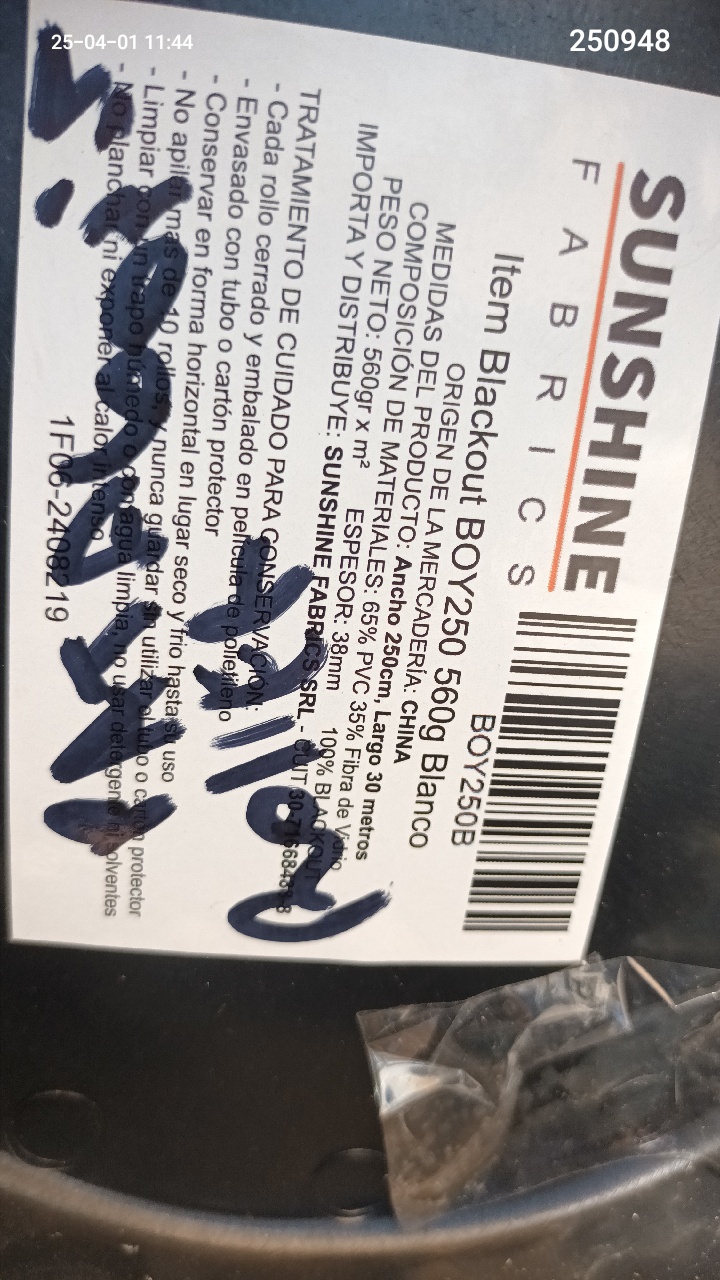 25-04-01 11:44
250948
SUNSHINE
FABRICS
BOY250B
Item Blackout BOY250 560g Blanco
ORIGEN DE LA MERCADERÍA: CHINA
MEDIDAS DEL PRODUCTO: Ancho 250cm, Largo 30 metros
COMPOSICIÓN DE MATERIALES: 65% PVC 35% Fibra de Vidrio
PESO NETO: 560gr x m² ESPESOR: 38mm 100% BLACKOUT
IMPORTA Y DISTRIBUYE: SUNSHINE FABRICS SRL - CUIT
TRATAMIENTO DE CUIDADO PARA CONSERVACIÓN:
- Cada rollo cerrado y embalado en película de polietileno
- Envasado con tubo o cartón protector
- Conservar en forma horizontal en lugar seco y frio hasta su uso
- No apilar mas de 10 rollos, y nunca guardar sin utilizar el tubo o cartón protector
- Limpiar con un trapo húmedo o con agua limpia, no usar detergente ni solventes
- No planchar ni exponer al calor intenso
1F06-2408219